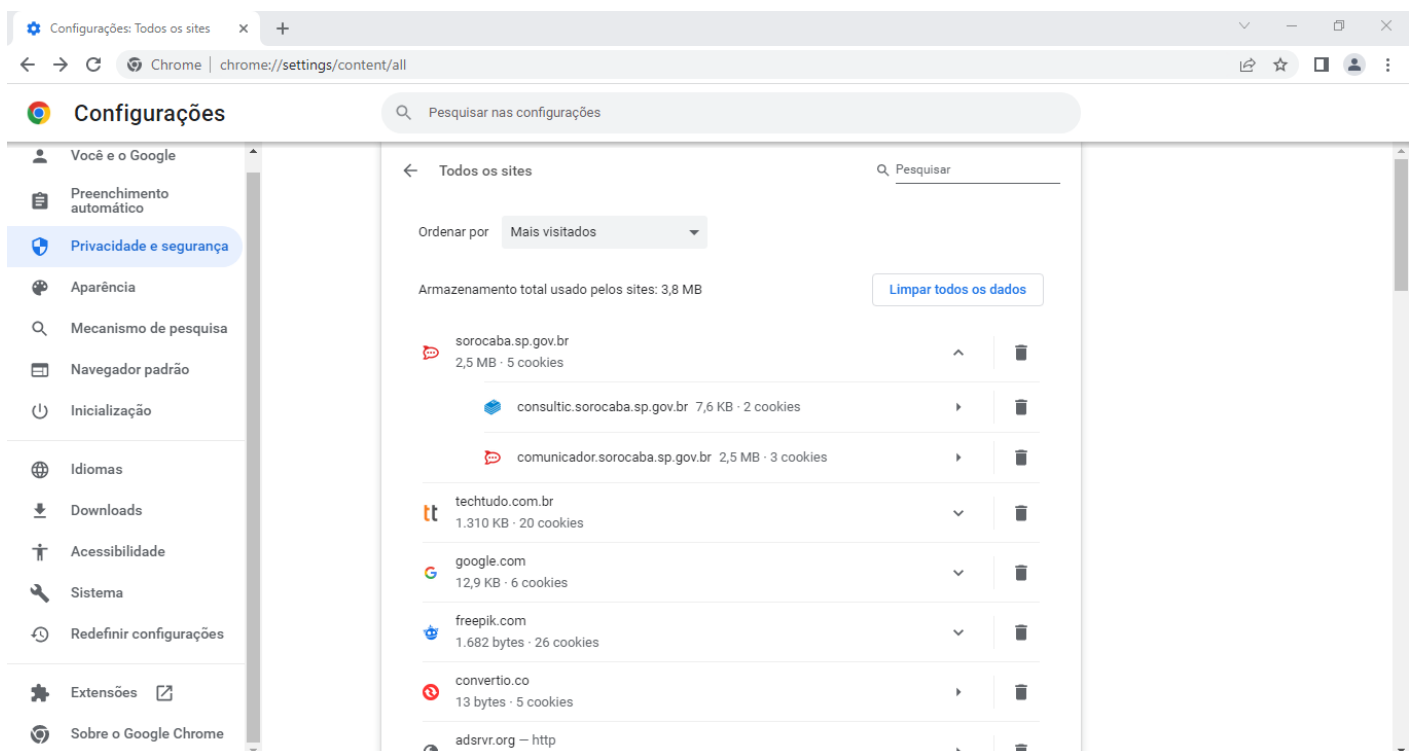 Configurações: Todos os sites
Chrome | chrome://settings/content/all
Configurações
Pesquisar nas configurações
Você e o Google
Preenchimento
automático
Privacidade e segurança
Aparência
Mecanismo de pesquisa
Navegador padrão
Inicialização
Idiomas
Downloads
Acessibilidade
Sistema
Redefinir configurações
Extensões
Sobre o Google Chrome
Todos os sites
Pesquisar
Ordenar por Mais visitados
Armazenamento total usado pelos sites: 3,8 MB
Limpar todos os dados
sorocaba.sp.gov.br
2,5 MB · 5 cookies
consultic.sorocaba.sp.gov.br 7,6 KB · 2 cookies
comunicador.sorocaba.sp.gov.br 2,5 MB · 3 cookies
tt
techtudo.com.br
1.310 KB · 20 cookies
google.com
12,9 KB · 6 cookies
freepik.com
1.682 bytes · 26 cookies
convertio.co
13 bytes · 5 cookies
adsrvr.org — http